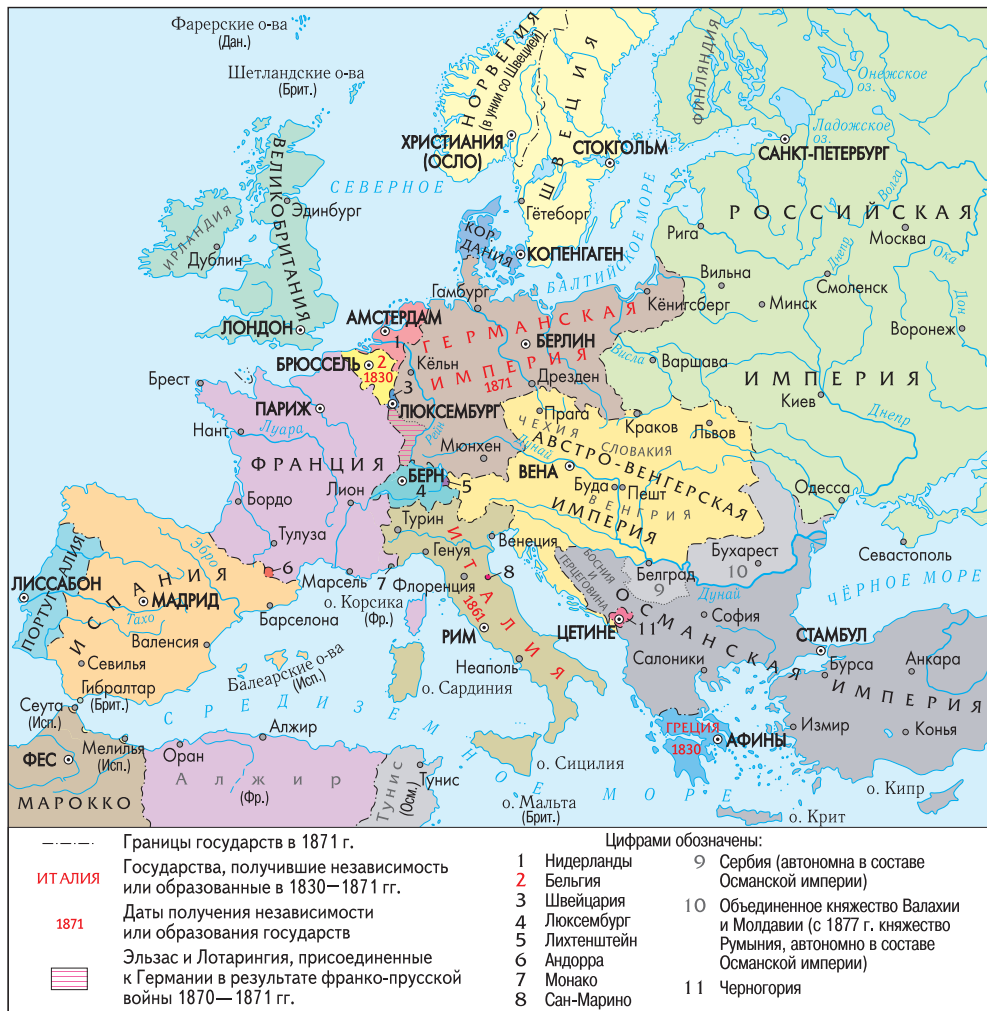 Фарерские о-ва
(Дан.)
Шетландские о-ва
(Брит.)
НОРВЕГИЯ
(в унии со Швецией)
ШВЕЦИЯ
ФИНЛЯНДИЯ
Онежское
оз.
Ладожское
оз.
ХРИСТИАНИЯ
(ОСЛО)
СТОКГОЛЬМ
САНКТ-ПЕТЕРБУРГ
ВЕЛИКОБРИТАНИЯ
СЕВЕРНОЕ
Волга
Эдинбург
Гётеборг
РОССИЙСКАЯ
ИРЛАНДИЯ
КОР.
ДАНИЯ
Рига
Москва
Дублин
КОПЕНГАГЕН
Днепр
Ока
БАЛТИЙСКОЕ МОРЕ
Вильна
Смоленск
Гамбург
Кёнигсберг
Минск
Дон
ЛОНДОН
АМСТЕРДАМ
1
ГЕРМАНСКАЯ
БЕРЛИН
Воронеж
БРЮССЕЛЬ
2
1830
Кёльн
ИМПЕРИЯ
1871
Висла
Варшава
Брест
3
Дрезден
ИМПЕРИЯ
ПАРИЖ
ЛЮКСЕМБУРГ
Прага
Киев
Нант
Луара
Рейн
ЧЕХИЯ
СЛОВАКИЯ
Краков
Львов
Днепр
Мюнхен
Дунай
АВСТРО-ВЕНГЕРСКАЯ
ФРАНЦИЯ
БЕРН
4
ВЕНА
Лион
5
Буда
Пешт
Одесса
Бордо
ВЕНГРИЯ
ИМПЕРИЯ
Турин
Тулуза
Венеция
Севастополь
Эбро
Генуя
БОСНИЯ
И
ГЕРЦЕГОВИНА
Бухарест
10
6
Марсель
7
Флоренция
8
Белград
9
ЛИССАБОН
ПОРТУГАЛИЯ
ИСПАНИЯ
МАДРИД
о. Корсика
(Фр.)
ИТАЛИЯ
1861
Дунай
ЧЁРНОЕ МОРЕ
Барселона
София
Тахо
РИМ
ЦЕТИНЕ
11
ОСМАНСКАЯ ИМПЕРИЯ
СТАМБУЛ
Валенсия
Севилья
Балеарские о-ва
(Исп.)
Неаполь
Салоники
Бурса
Анкара
Гибралтар
(Брит.)
о. Сардиния
Сеута
(Исп.)
СРЕДИЗЕМНОЕ МОРЕ
Алжир
ГРЕЦИЯ
1830
АФИНЫ
Измир
Конья
ФЕС
Мелилья
(Исп.)
Оран
о. Сицилия
Тунис
Алжир
(Фр.)
ТУНИС
(Осм.)
о. Кипр
МАРОККО
о. Мальта
(Брит.)
о. Крит
Границы государств в 1871 г.
ИТАЛИЯ
Государства, получившие независимость
или образованные в 1830—1871 гг.
1871
Даты получения независимости
или образования государств
Эльзас и Лотарингия, присоединенные
к Германии в результате франко-прусской
войны 1870—1871 гг.
Цифрами обозначены:
1 Нидерланды
2 Бельгия
3 Швейцария
4 Люксембург
5 Лихтенштейн
6 Андорра
7 Монако
8 Сан-Марино
9 Сербия (автономна в составе
Османской империи)
10 Объединенное княжество Валахии
и Молдавии (с 1877 г. княжество
Румыния, автономно в составе
Османской империи)
11 Черногория